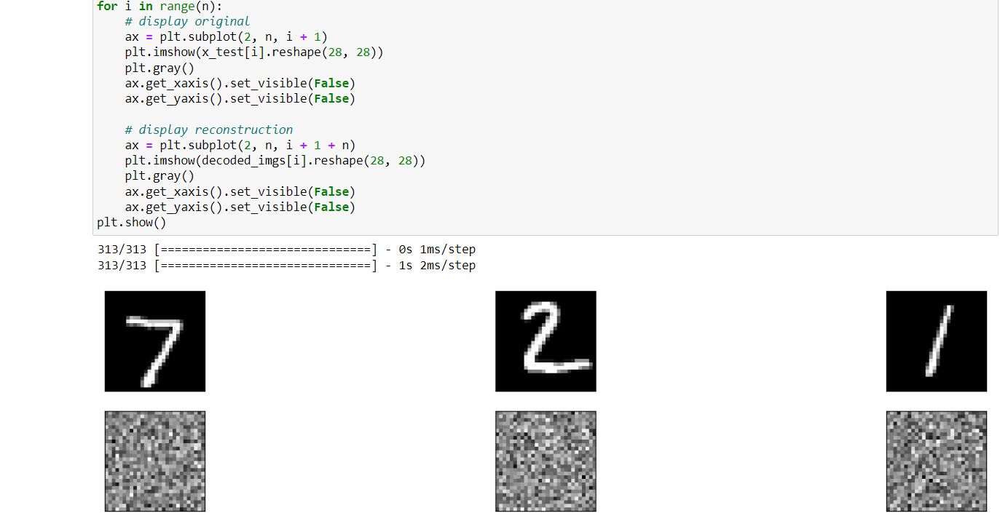 for i in range(n):
    # display original
    ax = plt.subplot(2, n, i + 1)
    plt.imshow(x_test[i].reshape(28, 28))
    plt.gray()
    ax.get_xaxis().set_visible(False)
    ax.get_yaxis().set_visible(False)

    # display reconstruction
    ax = plt.subplot(2, n, i + 1 + n)
    plt.imshow(decoded_imgs[i].reshape(28, 28))
    plt.gray()
    ax.get_xaxis().set_visible(False)
    ax.get_yaxis().set_visible(False)
plt.show()
313/313 [==============================] - 0s 1ms/step
313/313 [==============================] - 1s 2ms/step
7 2 1